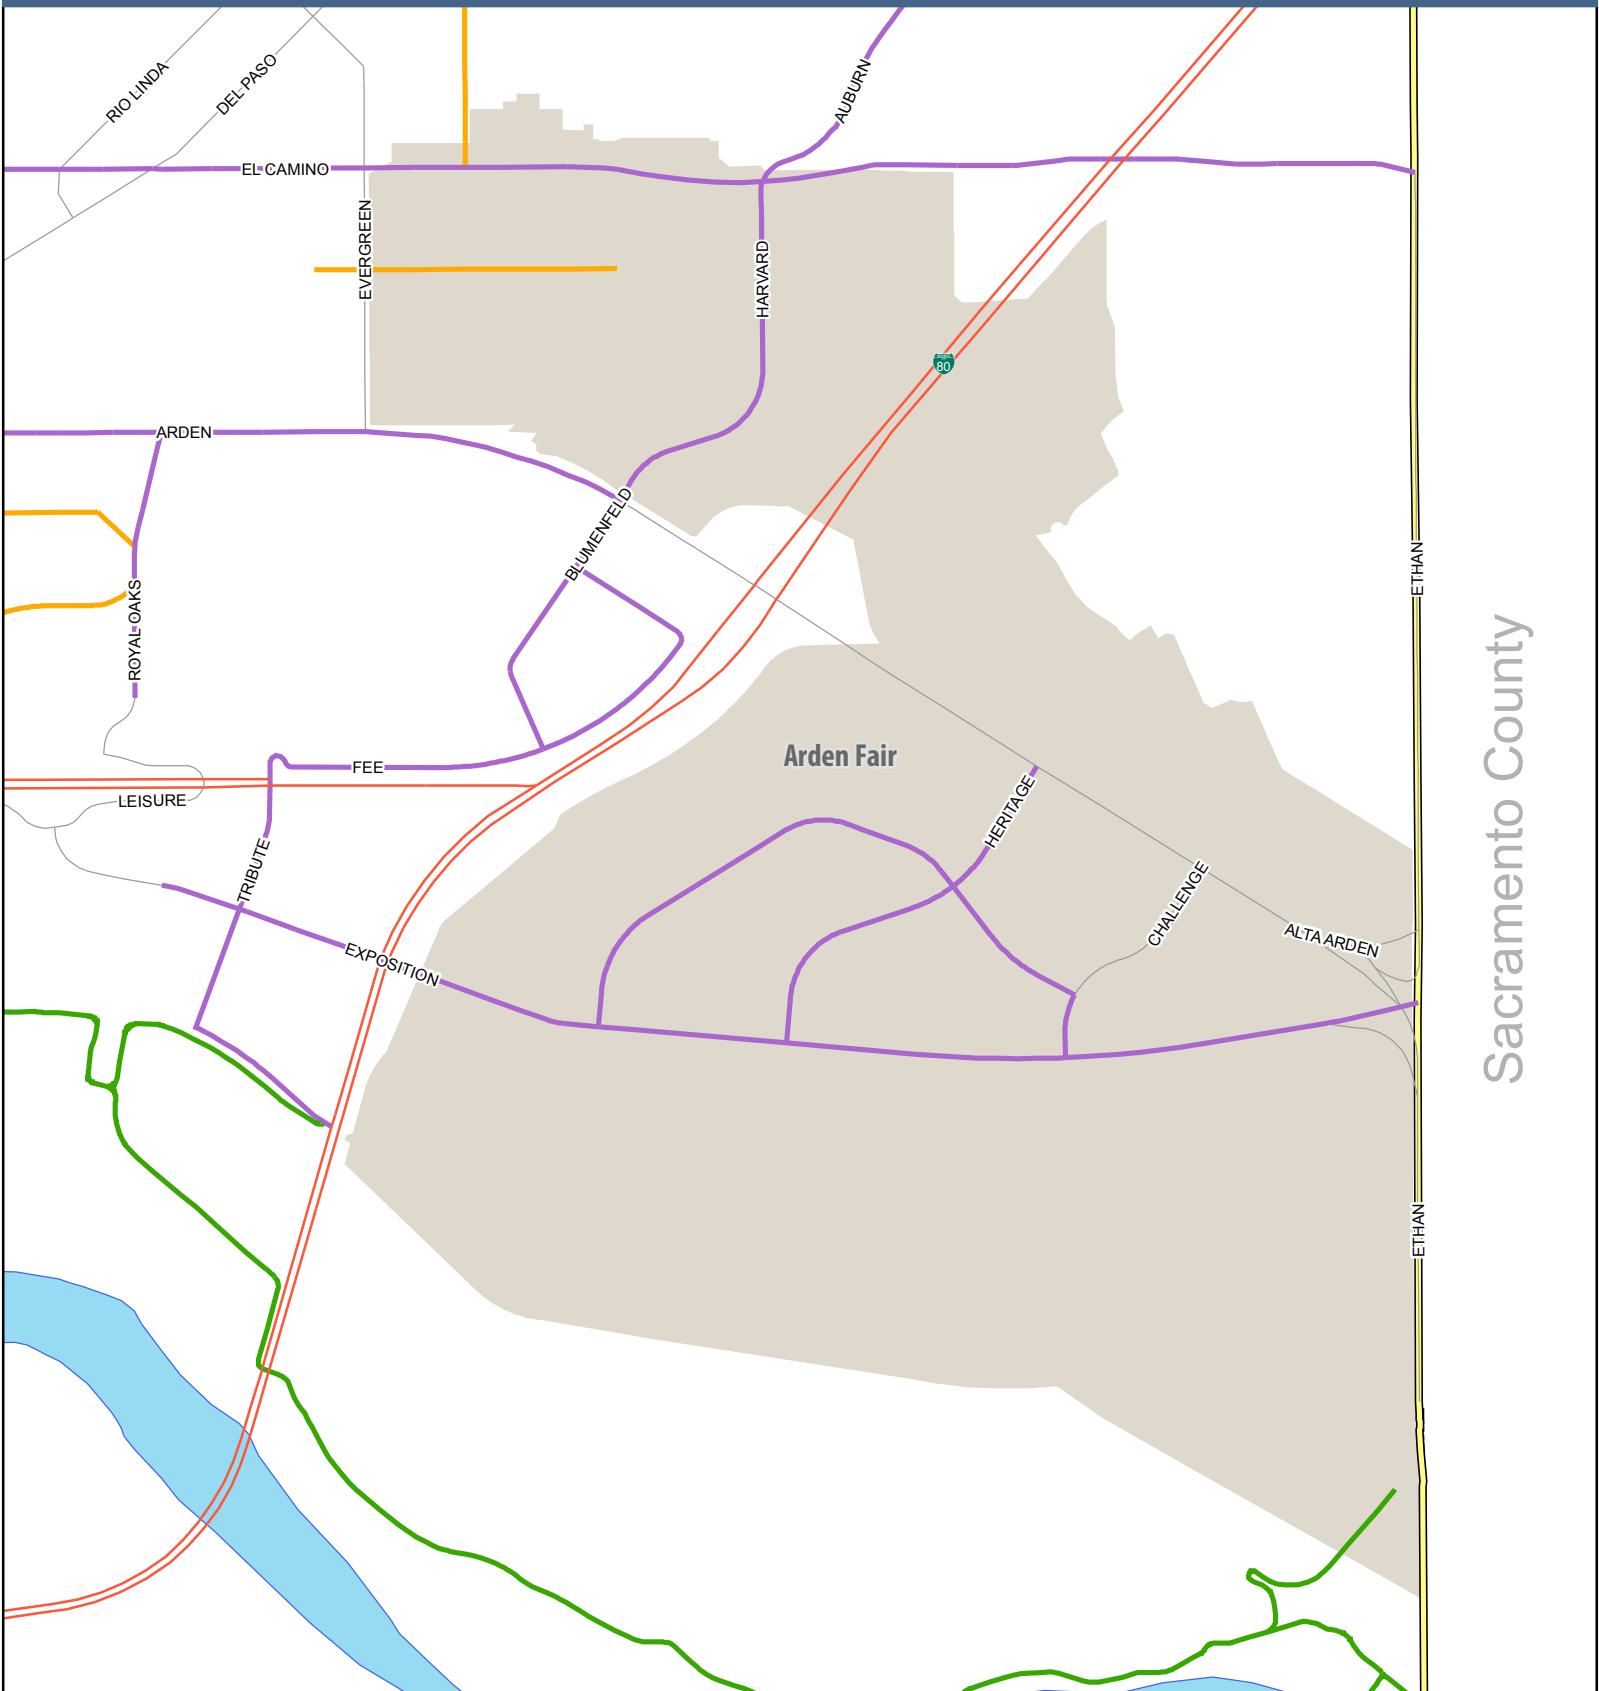 RIO LINDA
DEL PASO
AUBURN
EL CAMINO
EVERGREEN
HARVARD
80
ARDEN
BLUMENFELD
ETHAN
ROYAL OAKS
Sacramento County
Arden Fair
FEE
LEISURE
HERITAGE
TRIBUTE
CHALLENGE
ALTA ARDEN
EXPOSITION
ETHAN